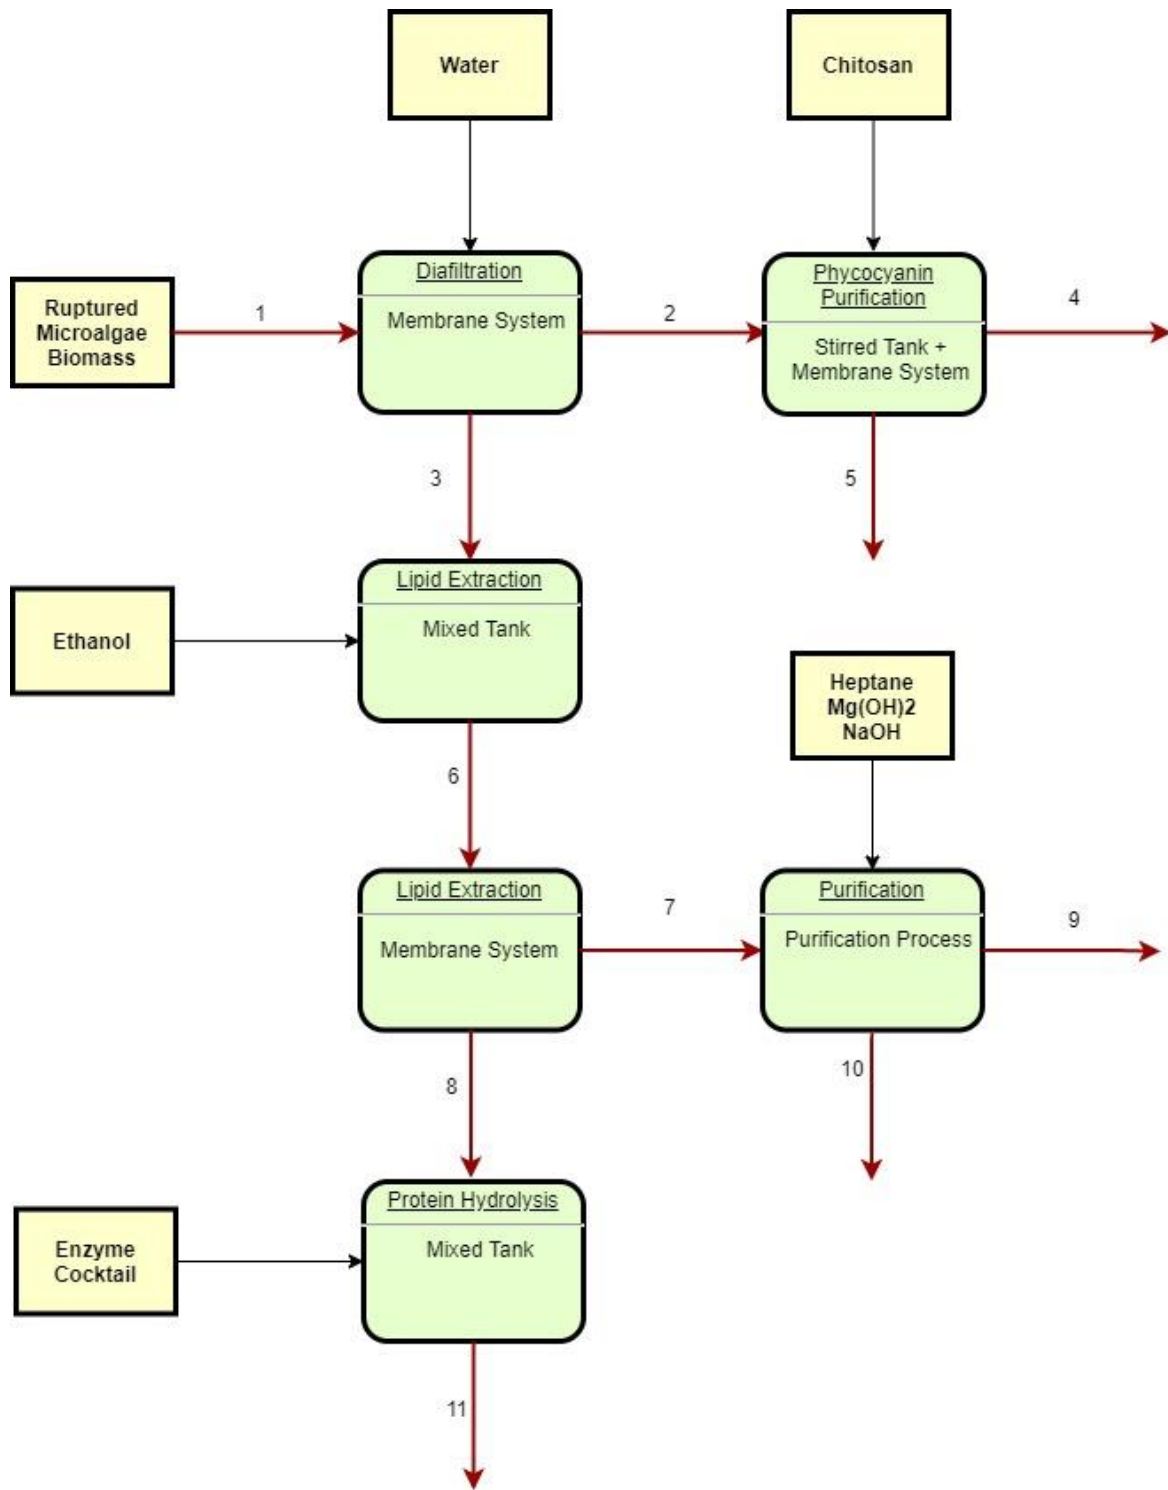 Water
Chitosan
Ruptured
Microalgae
Biomass
1
Diafiltration
Membrane System
2
Phycocyanin
Purification
Stirred Tank +
Membrane System
4
3
5
Ethanol
Lipid Extraction
Mixed Tank
Heptane
Mg(OH)2
NaOH
6
Lipid Extraction
Membrane System
7
Purification
Purification Process
9
8
10
Enzyme
Cocktail
Protein Hydrolysis
Mixed Tank
11